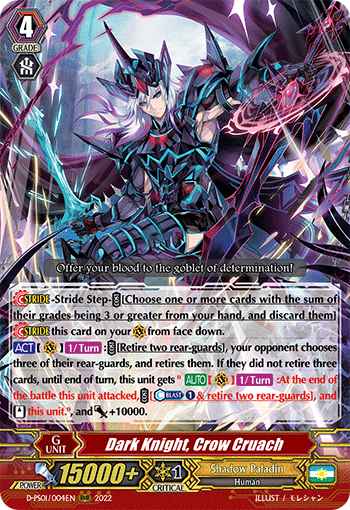 4
GRADE
Offer your blood to the goblet of determination!
STRIDE -Stride Step-[Choose one or more cards with the sum of
their grades being 3 or greater from your hand, and discard them]
STRIDE this card on your from face down.
ACT 1/Turn :[Retire two rear-guards], your opponent chooses
three of their rear-guards, and retires them. If they did not retire three
cards, until end of turn, this unit gets " AUTO 1/Turn :At the end of
the battle this unit attacked, [C BLAST 1 & retire two rear-guards], and
this unit.", and +10000.
G
UNIT
Dark Knight, Crow Cruach
POWER
15000+
1
CRITICAL
Shadow Paladin
Human
D-PS01/004EN RRR 2022
ILLUST / モレシャン